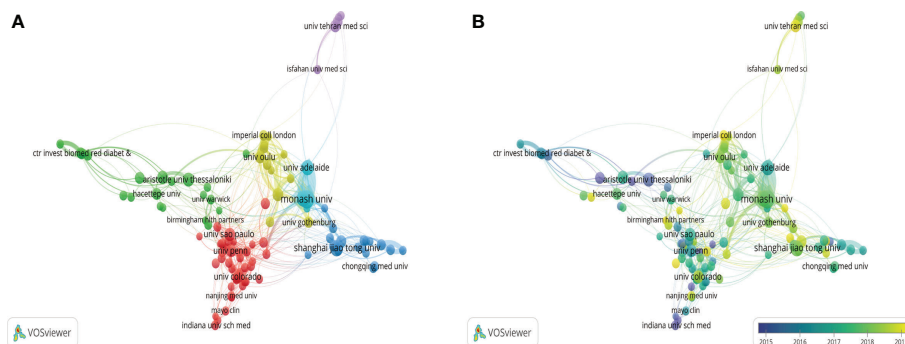 A
univ tehran med sci
isfahan univ med sci
imperial coll london
ctr invest biomed red diabet &
univ oulu
univ adelaide
aristotle univ thessaloniki
hacettepe univ
univ warwick
monash univ
birmingham hlth partners
univ gothenburg
univ sao paulo
univ penn
shanghai jiao tong univ
chongqing med univ
univ colorado
nanjing med univ
mayo clin
indiana univ sch med
VOSviewer
B
univ tehran med sci
isfahan univ med sci
imperial coll london
ctr invest biomed red diabet &
univ oulu
univ adelaide
aristotle univ thessaloniki
hacettepe univ
univ warwick
monash univ
birmingham hlth partners
univ gothenburg
univ sao paulo
univ penn
shanghai jiao tong univ
chongqing med univ
univ colorado
nanjing med univ
mayo clin
indiana univ sch med
VOSviewer
2015 2016 2017 2018